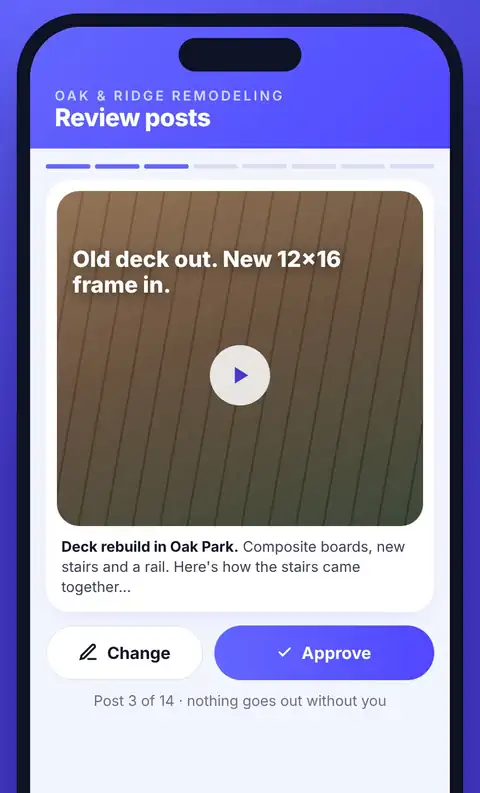 OAK & RIDGE REMODELING
Review posts
Old deck out. New 12×16
frame in.
Deck rebuild in Oak Park. Composite boards, new
stairs and a rail. Here's how the stairs came
together...
Change
Approve
Post 3 of 14 · nothing goes out without you